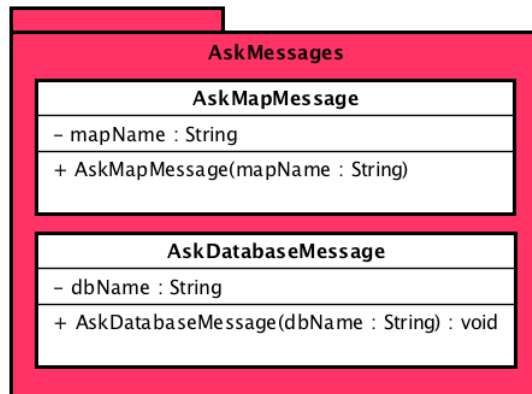 AskMessages
AskMapMessage
– mapName : String
+ AskMapMessage(mapName : String)
AskDatabaseMessage
– dbName : String
+ AskDatabaseMessage(dbName : String) : void